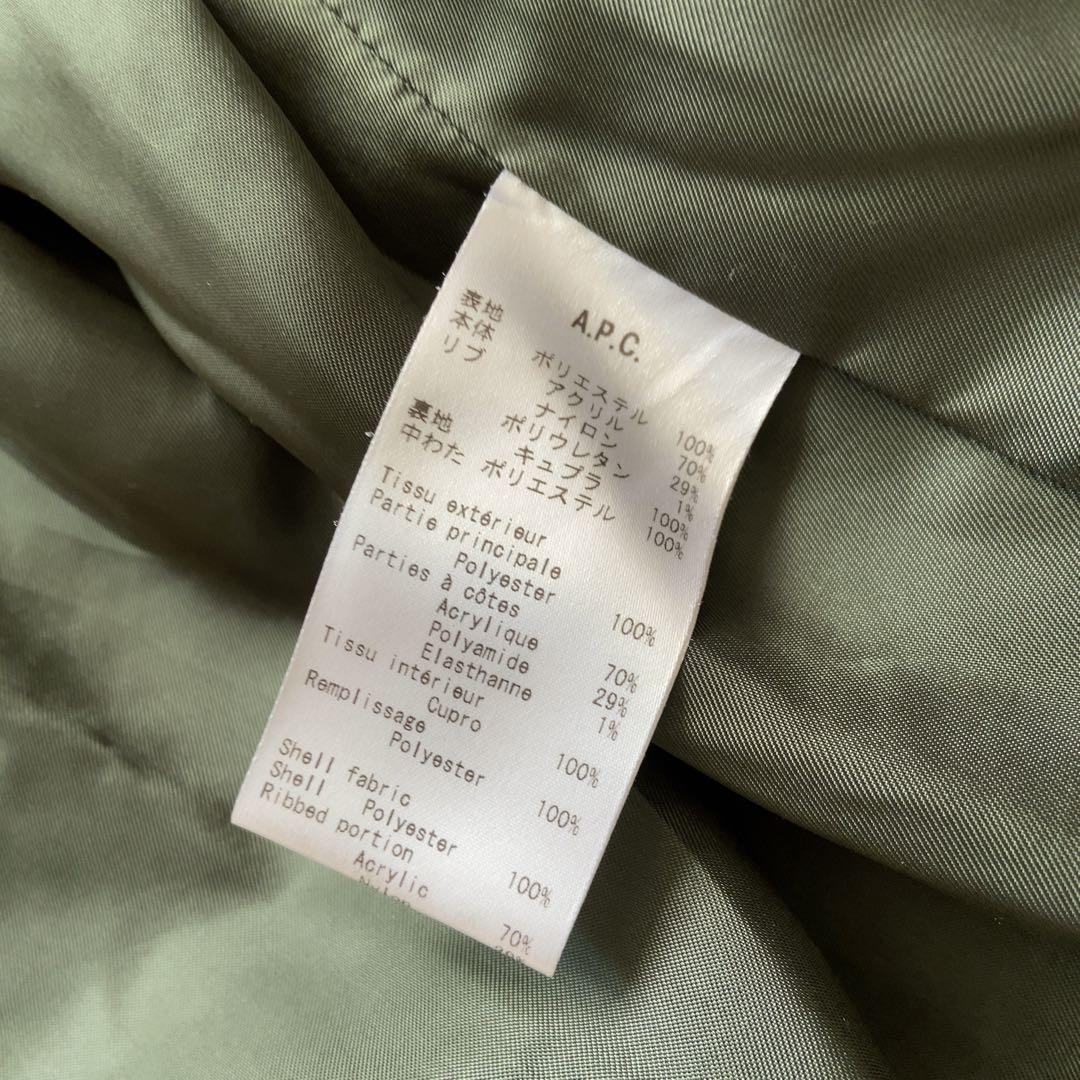 A.P.C.
表地
本体 ポリエステル 100%
リブ アクリル 70%
ナイロン 29%
ポリウレタン 1%
裏地 キュプラ 100%
中わた ポリエステル 100%
Tissu extérieur
Partie principale
Polyester 100%
Parties à côtes
Acrylique 70%
Polyamide 29%
Elasthanne 1%
Tissu intérieur
Cupro 100%
Remplissage
Polyester 100%
Shell fabric
Shell Polyester 100%
Ribbed portion
Acrylic 70%
Nylon